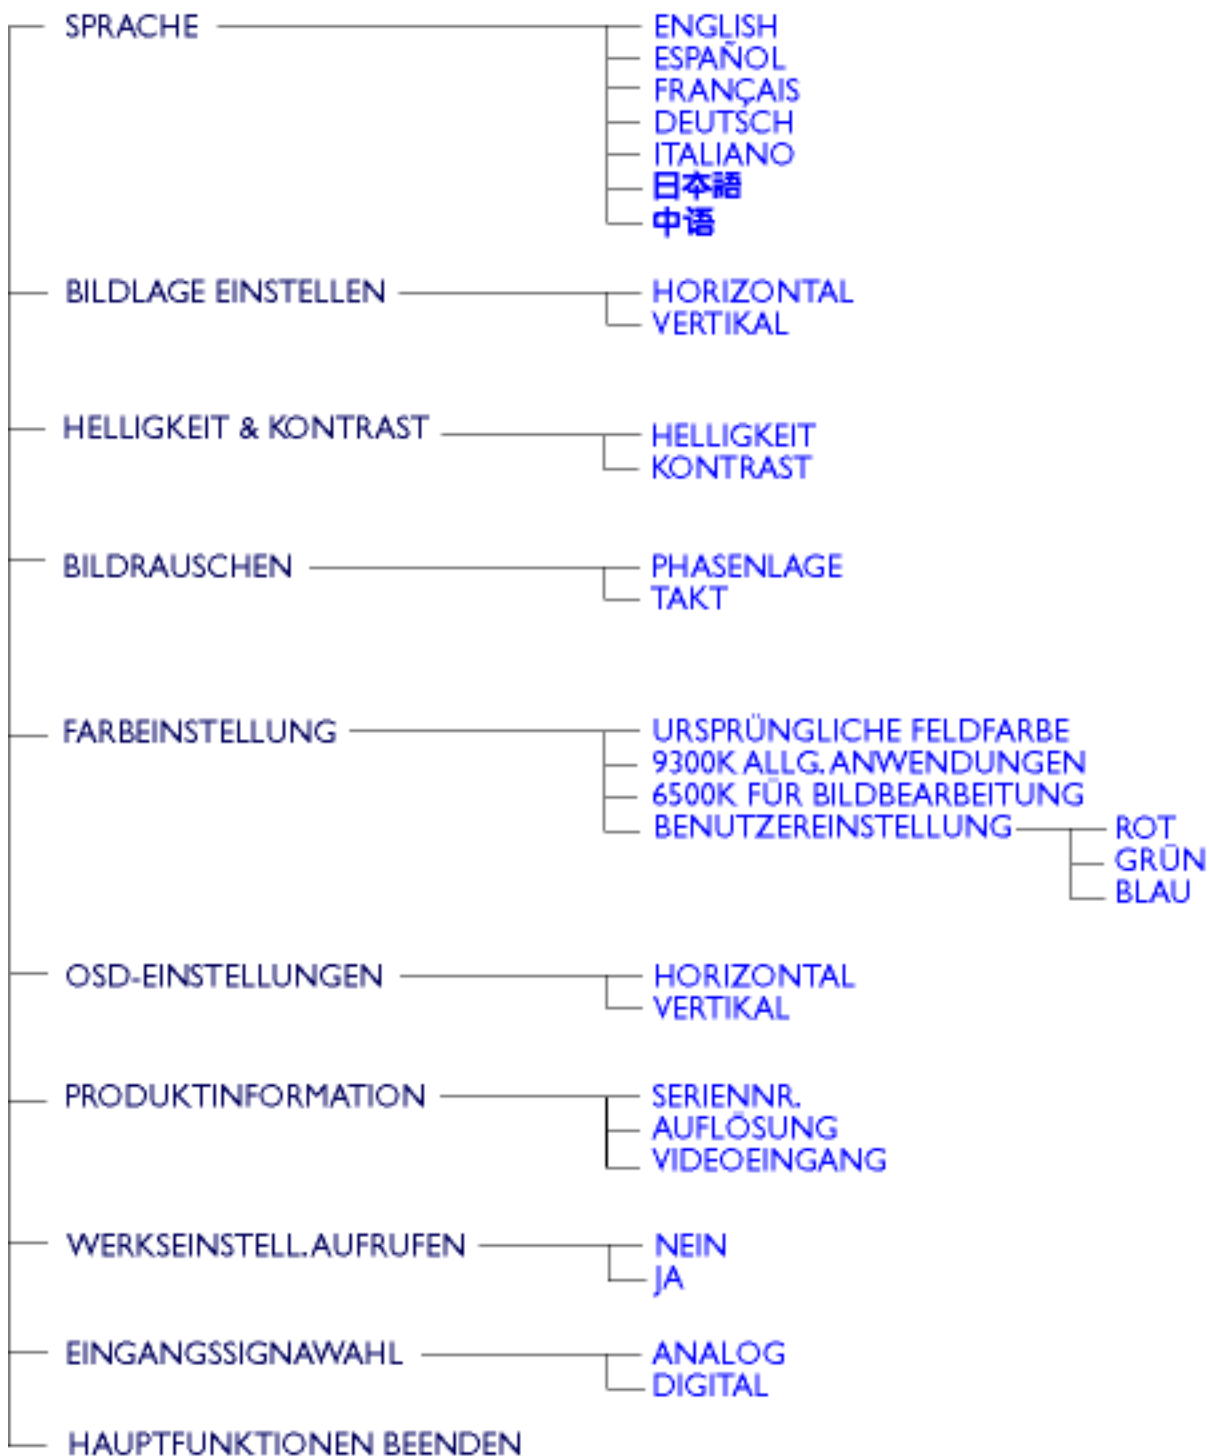 SPRACHE
ENGLISH
ESPAÑOL
FRANÇAIS
DEUTSCH
ITALIANO
日本語
中语
BILDLAGE EINSTELLEN
HORIZONTAL
VERTIKAL
HELLIGKEIT & KONTRAST
HELLIGKEIT
KONTRAST
BILDRAUSCHEN
PHASENLAGE
TAKT
FARBEINSTELLUNG
URSPRÜNGLICHE FELDFARBE
9300K ALLG. ANWENDUNGEN
6500K FÜR BILDBEARBEITUNG
BENUTZEREINSTELLUNG
ROT
GRÜN
BLAU
OSD-EINSTELLUNGEN
HORIZONTAL
VERTIKAL
PRODUKTINFORMATION
SERIENNR.
AUFLÖSUNG
VIDEOEINGANG
WERKSEINSTELL. AUFRUFEN
NEIN
JA
EINGANGSSIGNAWAHL
ANALOG
DIGITAL
HAUPTFUNKTIONEN BEENDEN